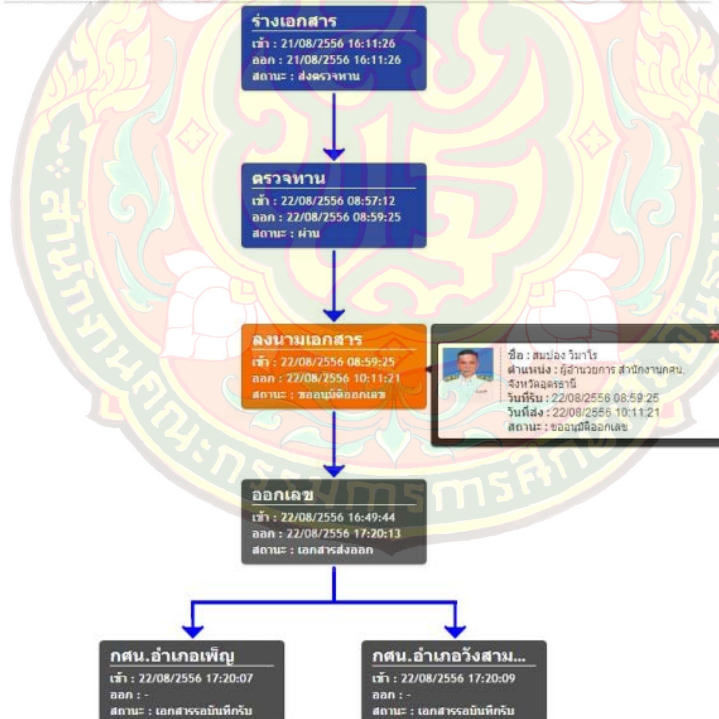 ร่างเอกสาร
เข้า : 21/08/2556 16:11:26
ออก : 21/08/2556 16:11:26
สถานะ : ส่งตรวจทาน
ตรวจทาน
เข้า : 22/08/2556 08:57:12
ออก : 22/08/2556 08:59:25
สถานะ : ผ่าน
ลงนามเอกสาร
เข้า : 22/08/2556 08:59:25
ออก : 22/08/2556 10:11:21
สถานะ : ขออนุมัติออกเลข
ชื่อ : สมปอง วิมาโร
ตำแหน่ง : ผู้อำนวยการ สำนักงานกศน.
จังหวัดอุดรธานี
วันที่รับ : 22/08/2556 08:59:25
วันที่ส่ง : 22/08/2556 10:11:21
สถานะ : ขออนุมัติออกเลข
ออกเลข
เข้า : 22/08/2556 16:49:44
ออก : 22/08/2556 17:20:13
สถานะ : เอกสารส่งออก
กศน.อำเภอเพ็ญ
เข้า : 22/08/2556 17:20:07
ออก : -
สถานะ : เอกสารรอบันทึกรับ
กศน.อำเภอวังสาม...
เข้า : 22/08/2556 17:20:09
ออก : -
สถานะ : เอกสารรอบันทึกรับ